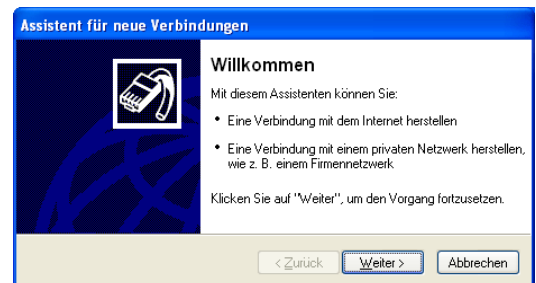 Assistent für neue Verbindungen
Willkommen
Mit diesem Assistenten können Sie:
• Eine Verbindung mit dem Internet herstellen
• Eine Verbindung mit einem privaten Netzwerk herstellen,
wie z. B. einem Firmennetzwerk
Klicken Sie auf "Weiter", um den Vorgang fortzusetzen.
< Zurück Weiter > Abbrechen